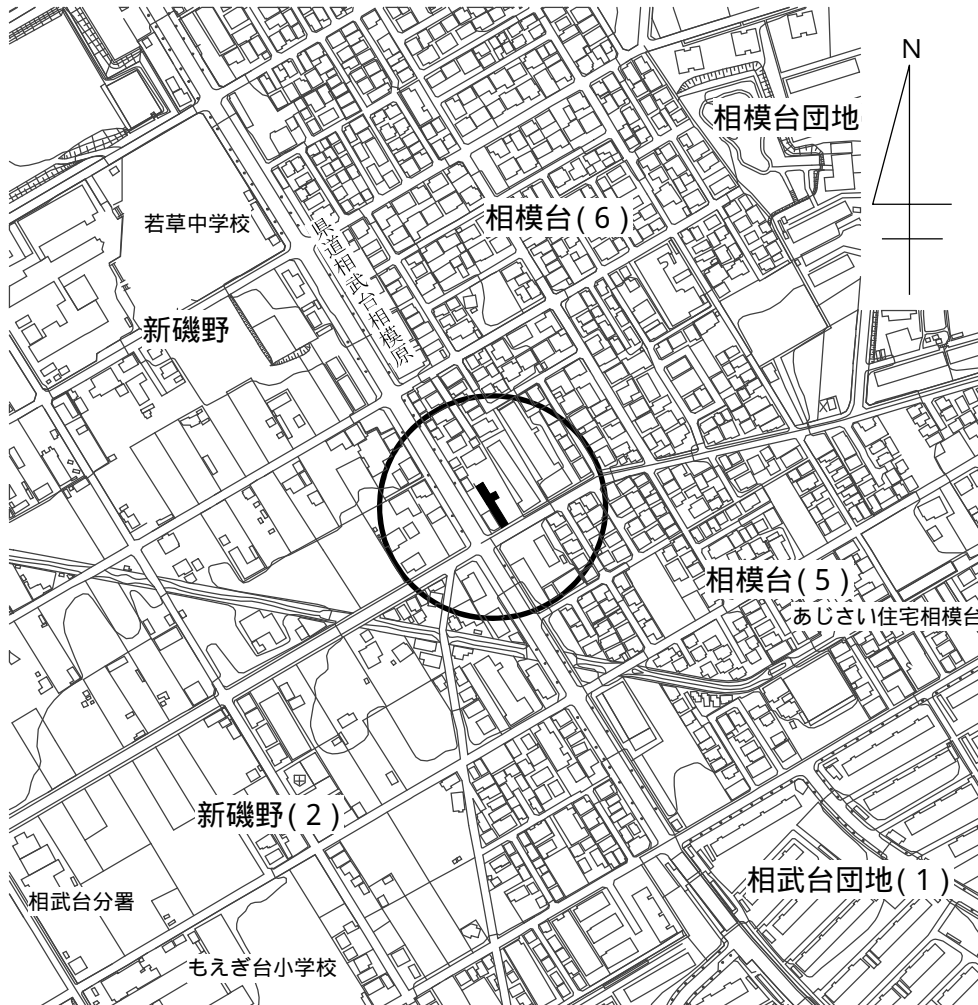 N
相模台団地
相模台(6)
若草中学校
県道相武台相模原
新磯野
相模台(5)
あじさい住宅相模台
新磯野(2)
相武台団地(1)
相武台分署
もえぎ台小学校